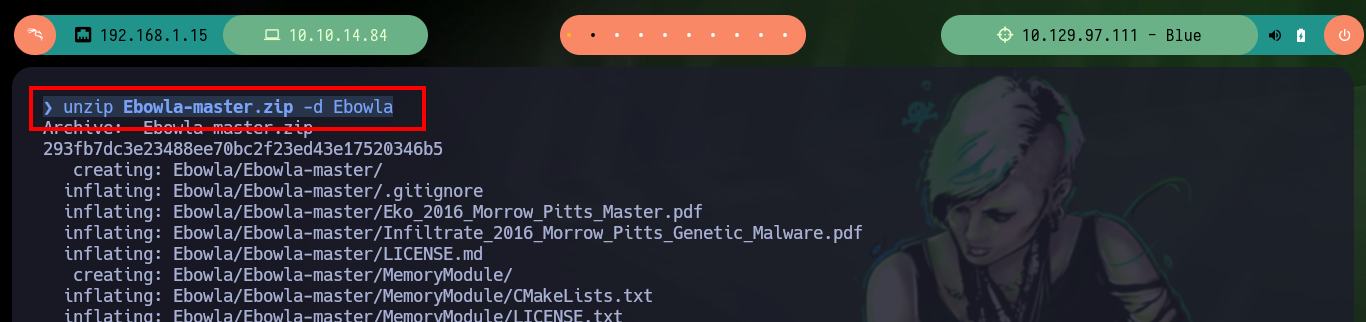 192.168.1.15 10.10.14.84 10.129.97.111 - Blue
❯ unzip Ebowla-master.zip -d Ebowla
Archive: Ebowla-master.zip
293fb7dc3e23488ee70bc2f23ed43e17520346b5
creating: Ebowla/Ebowla-master/
inflating: Ebowla/Ebowla-master/.gitignore
inflating: Ebowla/Ebowla-master/Eko_2016_Morrow_Pitts_Master.pdf
inflating: Ebowla/Ebowla-master/Infiltrate_2016_Morrow_Pitts_Genetic_Malware.pdf
inflating: Ebowla/Ebowla-master/LICENSE.md
creating: Ebowla/Ebowla-master/MemoryModule/
inflating: Ebowla/Ebowla-master/MemoryModule/CMakeLists.txt
inflating: Ebowla/Ebowla-master/MemoryModule/LICENSE.txt